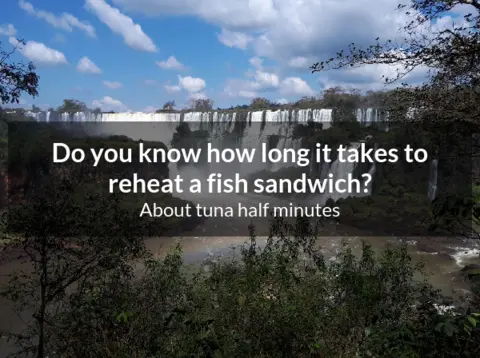 Do you know how long it takes to
reheat a fish sandwich?
About tuna half minutes